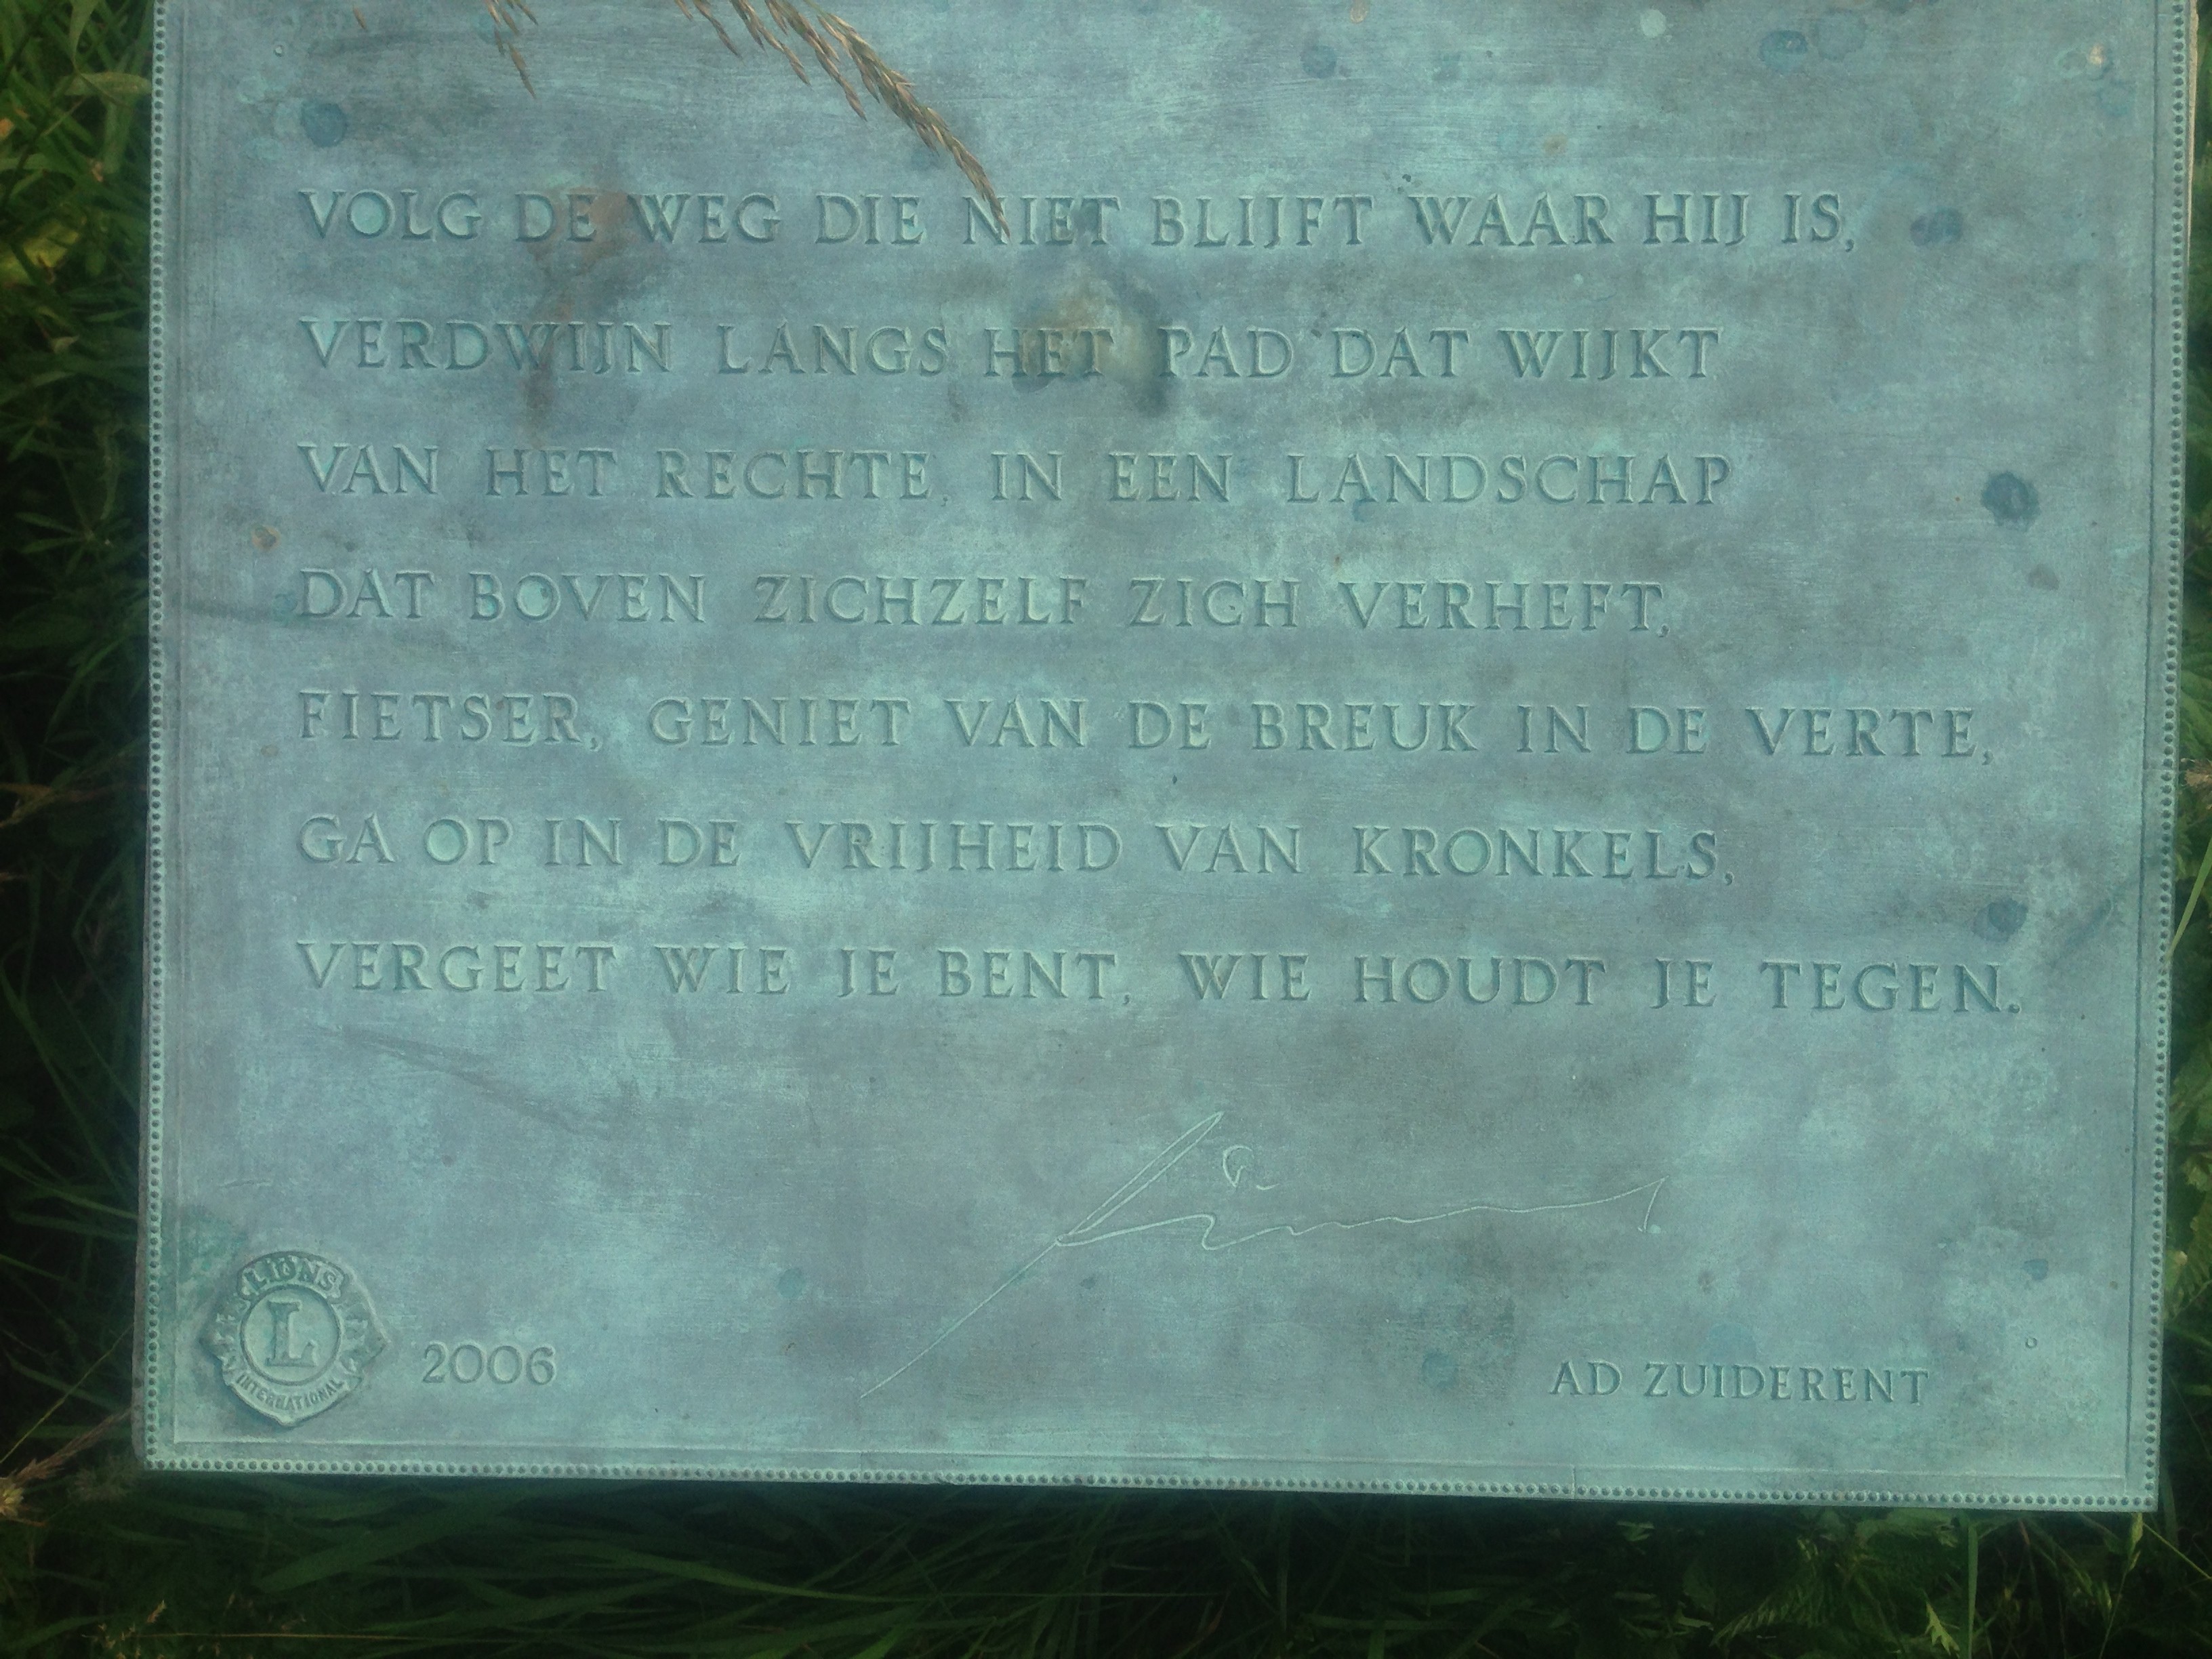 VOLG DE WEG DIE NIET BLIJFT WAAR HIJ IS,
VERDWIJN LANGS HET PAD DAT WIJKT
VAN HET RECHTE, IN EEN LANDSCHAP
DAT BOVEN ZICHZELF ZICH VERHEFT,
FIETSER, GENIET VAN DE BREUK IN DE VERTE,
GA OP IN DE VRIJHEID VAN KRONKELS,
VERGEET WIE JE BENT, WIE HOUDT JE TEGEN.
LIONS
L
INTERNATIONAL
2006
AD ZUIDERENT